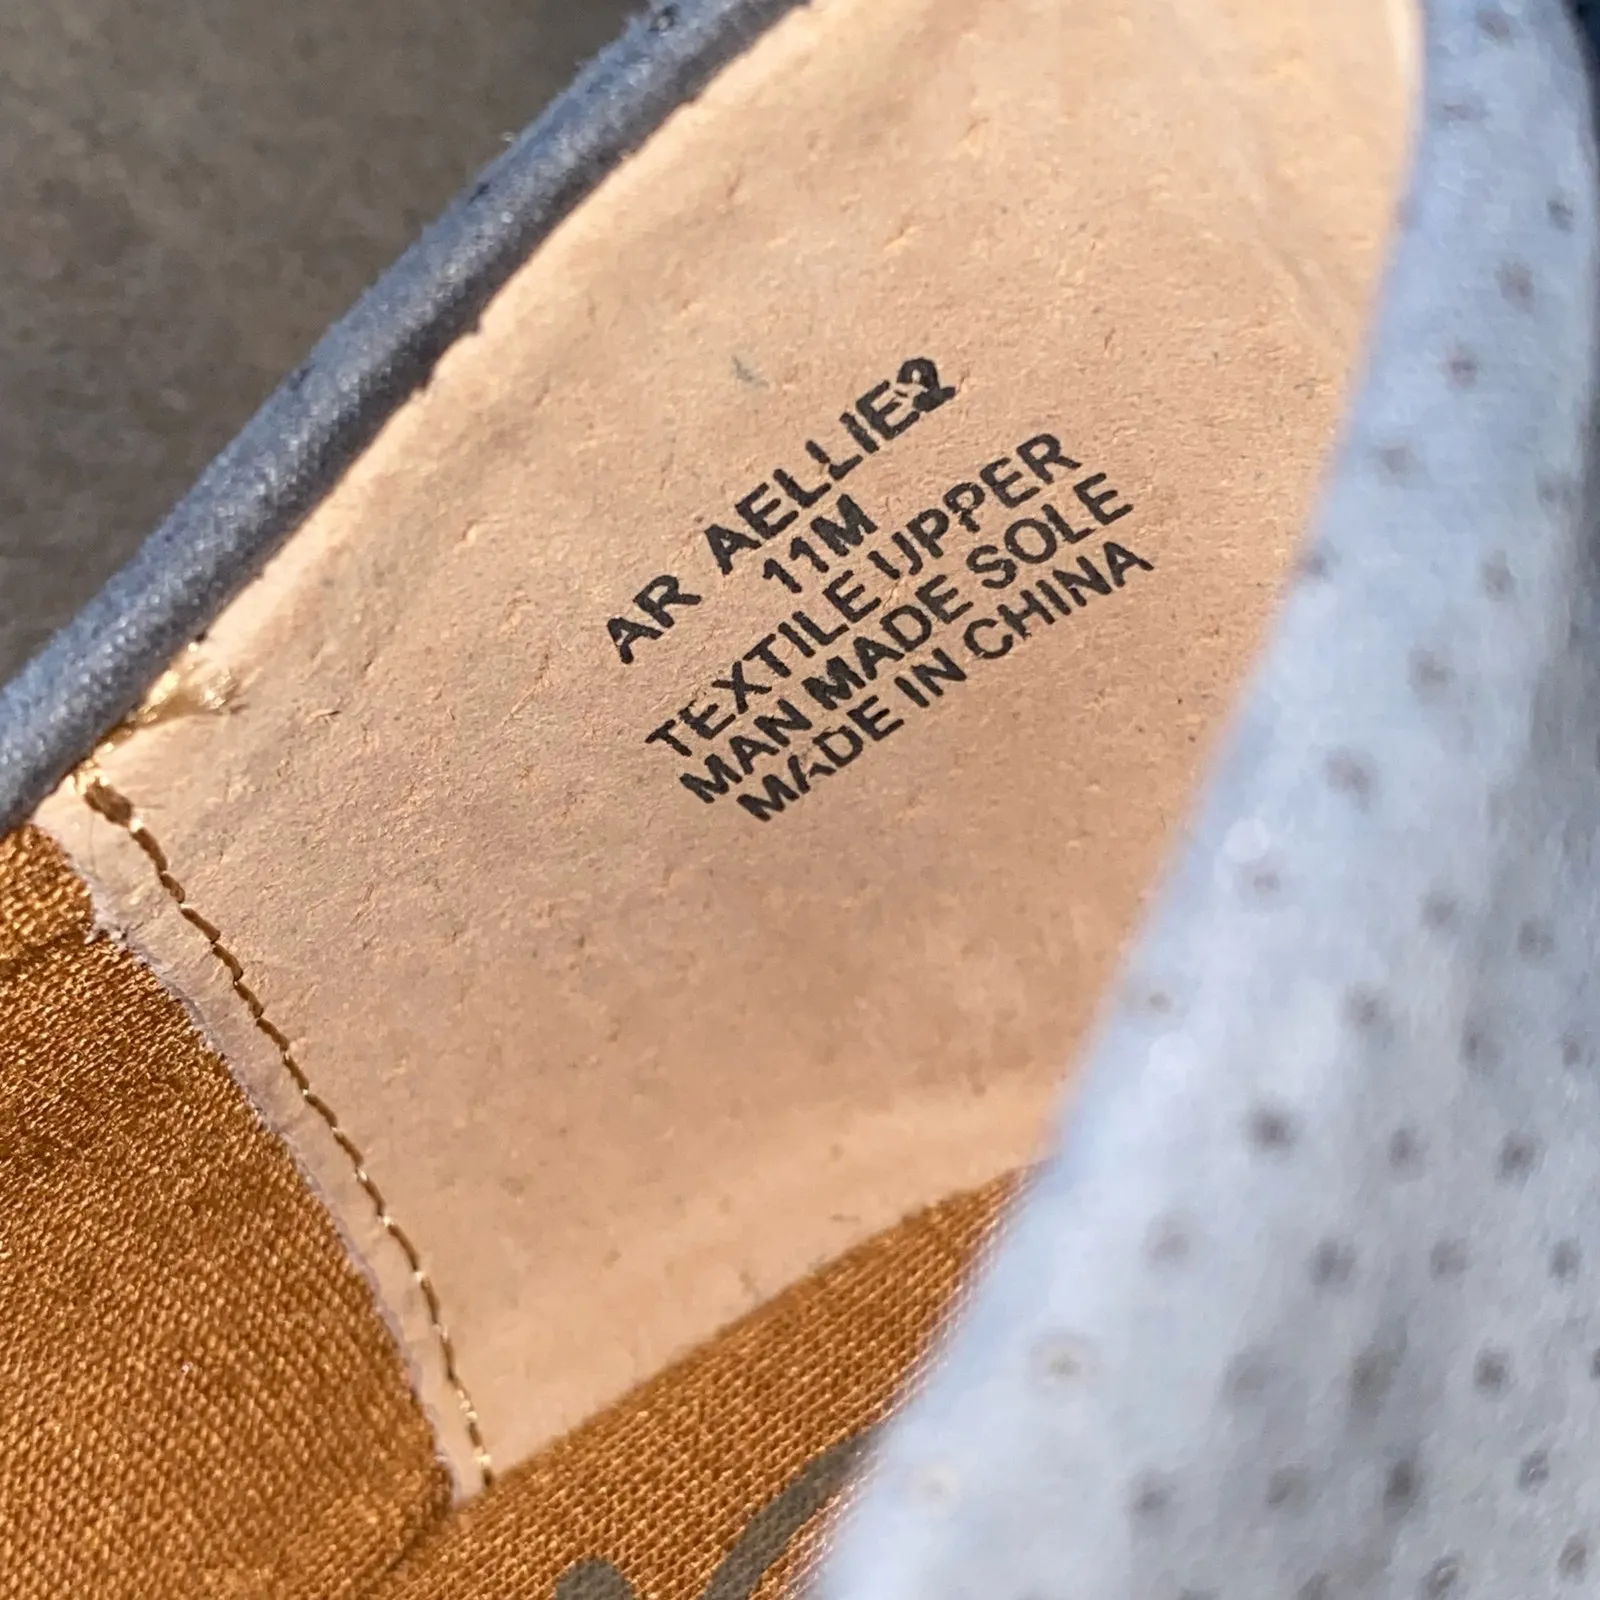 AR AELLIE2
11M
TEXTILE UPPER
MAN MADE SOLE
MADE IN CHINA